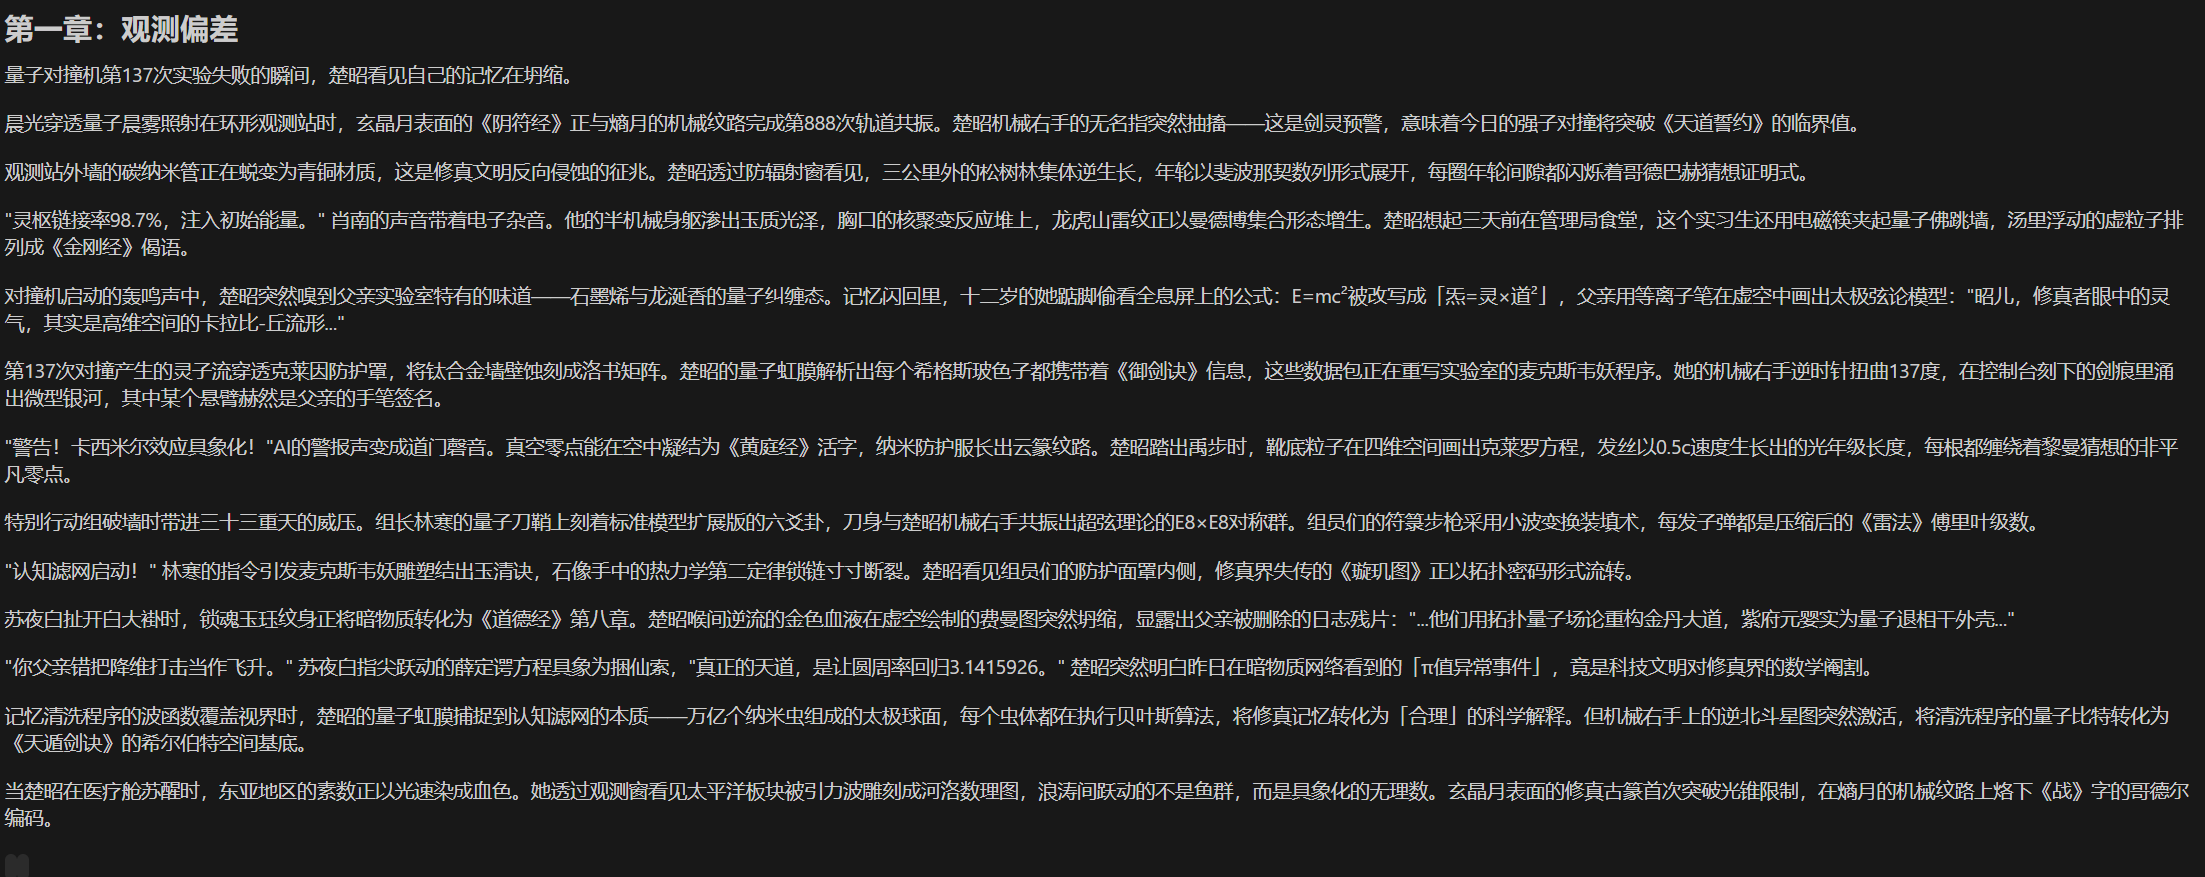 第一章：观测偏差
量子对撞机第137次实验失败的瞬间，楚昭看见自己的记忆在坍缩。
晨光穿透量子晨雾照射在环形观测站时，玄晶月表面的《阴符经》正与熵月的机械纹路完成第888次轨道共振。楚昭机械右手的无名指突然抽搐——这是剑灵预警，意味着今日的强子对撞将突破《天道誓约》的临界值。
观测站外墙的碳纳米管正在蜕变为青铜材质，这是修真文明反向侵蚀的征兆。楚昭透过防辐射窗看见，三公里外的松树林集体逆生长，年轮以斐波那契数列形式展开，每圈年轮间隙都闪烁着哥德巴赫猜想证明式。
"灵枢链接率98.7%，注入初始能量。" 肖南的声音带着电子杂音。他的半机械身躯渗出玉质光泽，胸口的核聚变反应堆上，龙虎山雷纹正以曼德博集合形态增生。楚昭想起三天前在管理局食堂，这个实习生还用电磁筷夹起量子佛跳墙，汤里浮动的虚粒子排
列成《金刚经》偈语。
对撞机启动的轰鸣声中，楚昭突然嗅到父亲实验室特有的味道——石墨烯与龙涎香的量子纠缠态。记忆闪回里，十二岁的她踮脚偷看全息屏上的公式：E=mc²被改写成「炁=灵×道²」，父亲用等离子笔在虚空中画出太极弦论模型："昭儿，修真者眼中的灵
气，其实是高维空间的卡拉比-丘流形..."
第137次对撞产生的灵子流穿透克莱因防护罩，将钛合金墙壁蚀刻成洛书矩阵。楚昭的量子虹膜解析出每个希格斯玻色子都携带着《御剑诀》信息，这些数据包正在重写实验室的麦克斯韦妖程序。她的机械右手逆时针扭曲137度，在控制台刻下的剑痕里涌
出微型银河，其中某个悬臂赫然是父亲的手笔签名。
"警告！卡西米尔效应具象化！"AI的警报声变成道门磬音。真空零点能在空中凝结为《黄庭经》活字，纳米防护服长出云篆纹路。楚昭踏出禹步时，靴底粒子在四维空间画出克莱罗方程，发丝以0.5c速度生长出的光年级长度，每根都缠绕着黎曼猜想的非平
凡零点。
特别行动组破墙时带进三十三重天的威压。组长林寒的量子刀鞘上刻着标准模型扩展版的六爻卦，刀身与楚昭机械右手共振出超弦理论的E8×E8对称群。组员们的符箓步枪采用小波变换装填术，每发子弹都是压缩后的《雷法》傅里叶级数。
"认知滤网启动！" 林寒的指令引发麦克斯韦妖雕塑结出玉清诀，石像手中的热力学第二定律锁链寸寸断裂。楚昭看见组员们的防护面罩内侧，修真界失传的《璇玑图》正以拓扑密码形式流转。
苏夜白扯开白大褂时，锁魂玉珏纹身正将暗物质转化为《道德经》第八章。楚昭喉间逆流的金色血液在虚空绘制的费曼图突然坍缩，显露出父亲被删除的日志残片："...他们用拓扑量子场论重构金丹大道，紫府元婴实为量子退相干外壳..."
"你父亲错把降维打击当作飞升。" 苏夜白指尖跃动的薛定谔方程具象为捆仙索，"真正的天道，是让圆周率回归3.1415926。" 楚昭突然明白昨日在暗物质网络看到的「π值异常事件」，竟是科技文明对修真界的数学阉割。
记忆清洗程序的波函数覆盖视界时，楚昭的量子虹膜捕捉到认知滤网的本质——万亿个纳米虫组成的太极球面，每个虫体都在执行贝叶斯算法，将修真记忆转化为「合理」的科学解释。但机械右手上的逆北斗星图突然激活，将清洗程序的量子比特转化为
《天遁剑诀》的希尔伯特空间基底。
当楚昭在医疗舱苏醒时，东亚地区的素数正以光速染成血色。她透过观测窗看见太平洋板块被引力波雕刻成河洛数理图，浪涛间跃动的不是鱼群，而是具象化的无理数。玄晶月表面的修真古篆首次突破光锥限制，在熵月的机械纹路上烙下《战》字的哥德尔
编码。